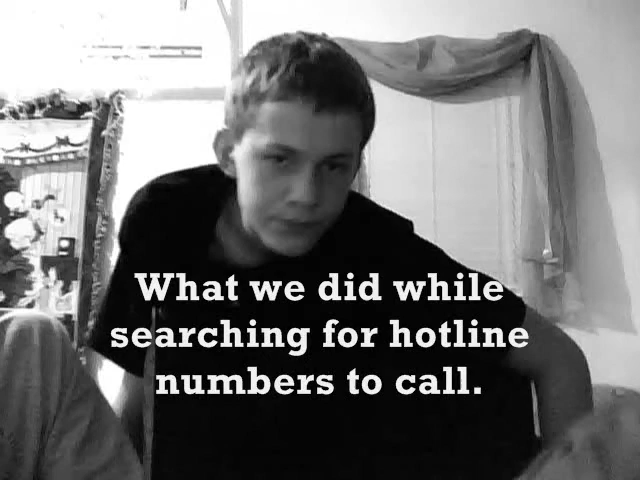 What we did while
searching for hotline
numbers to call.